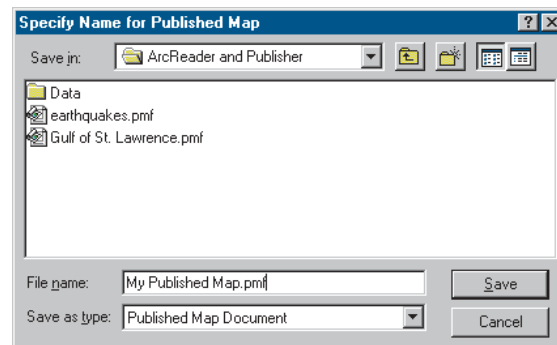 Specify Name for Published Map
Save in: ArcReader and Publisher
Data
earthquakes.pmf
Gulf of St. Lawrence.pmf
File name: My Published Map.pmf Save
Save as type: Published Map Document Cancel